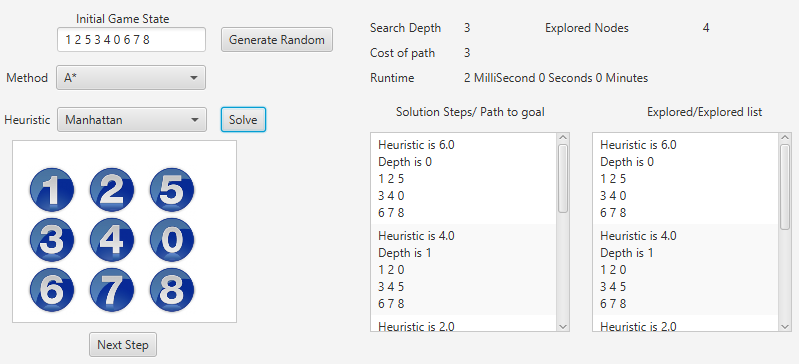 Initial Game State
1 2 5 3 4 0 6 7 8
Generate Random
Method
A*
Heuristic
Manhattan
Solve
1 2 5
3 4 0
6 7 8
Next Step
Search Depth 3 Explored Nodes 4
Cost of path 3
Runtime 2 MilliSecond 0 Seconds 0 Minutes
Solution Steps/ Path to goal
Heuristic is 6.0
Depth is 0
1 2 5
3 4 0
6 7 8
Heuristic is 4.0
Depth is 1
1 2 0
3 4 5
6 7 8
Heuristic is 2.0
Explored/Explored list
Heuristic is 6.0
Depth is 0
1 2 5
3 4 0
6 7 8
Heuristic is 4.0
Depth is 1
1 2 0
3 4 5
6 7 8
Heuristic is 2.0